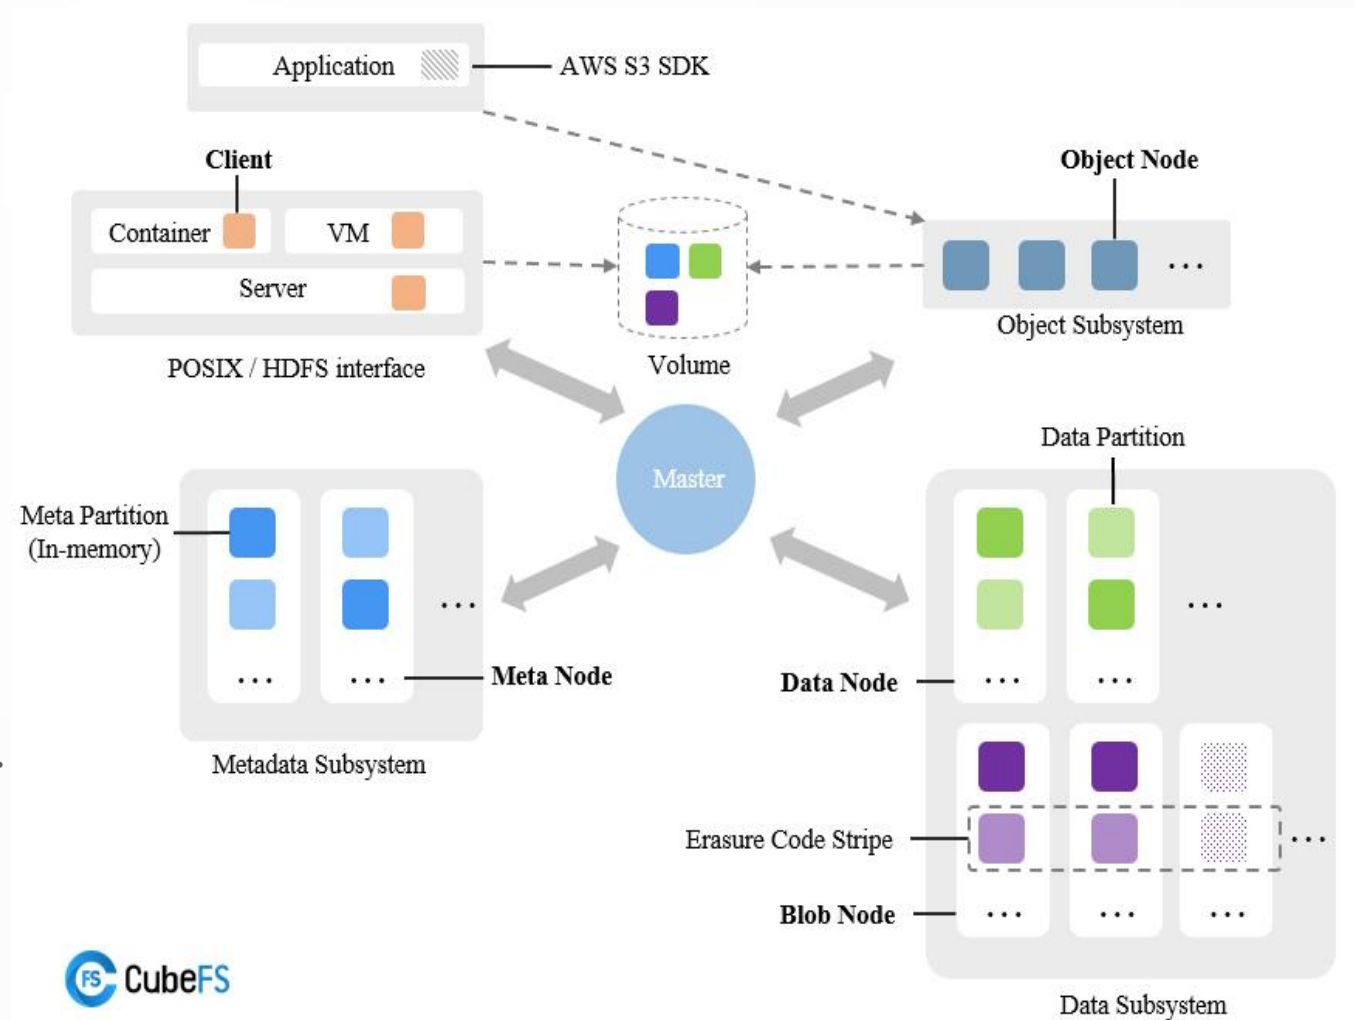 Application
AWS S3 SDK
Client
Object Node
Container
VM
Server
POSIX / HDFS interface
Volume
Object Subsystem
Master
Data Partition
Meta Partition
(In-memory)
...
...
... ...
Meta Node
Data Node
... ...
Metadata Subsystem
Erasure Code Stripe
...
Blob Node
... ... ...
FS
CubeFS
Data Subsystem